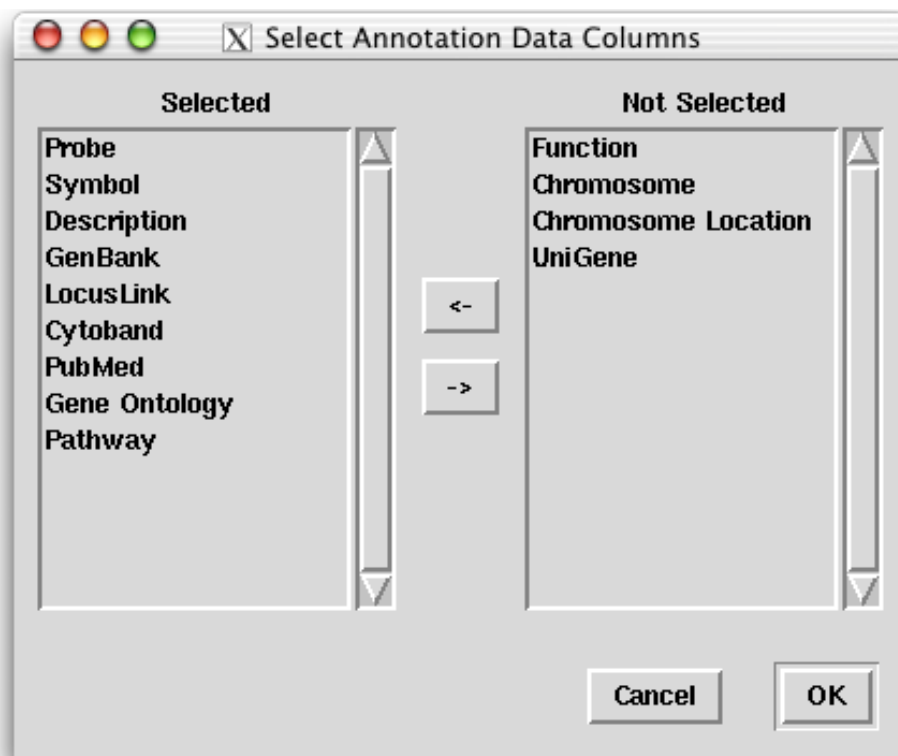 Select Annotation Data Columns
Selected
Probe
Symbol
Description
GenBank
LocusLink
Cytoband
PubMed
Gene Ontology
Pathway
<-
->
Not Selected
Function
Chromosome
Chromosome Location
UniGene
Cancel
OK